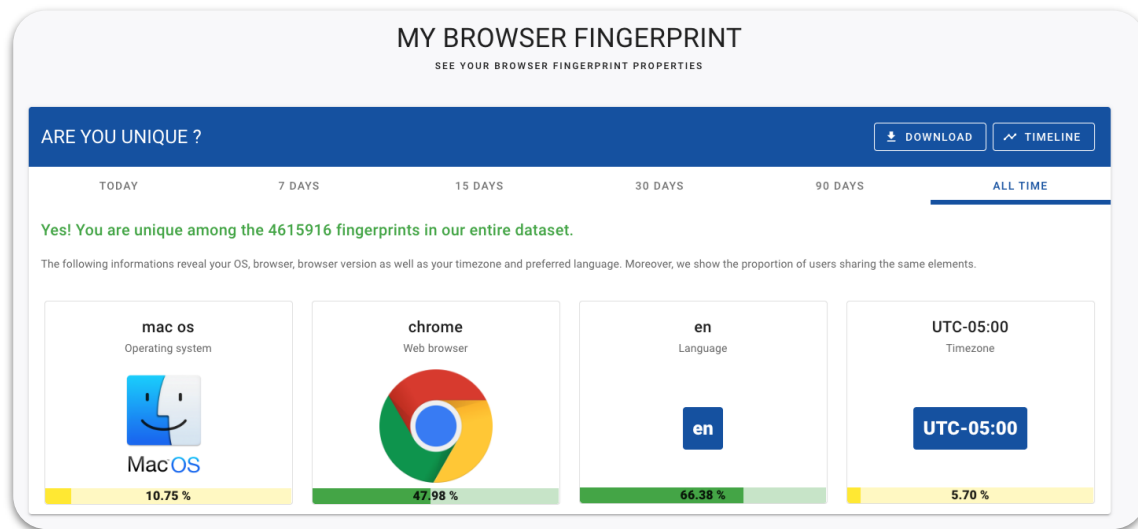 MY BROWSER FINGERPRINT
SEE YOUR BROWSER FINGERPRINT PROPERTIES
ARE YOU UNIQUE ?
DOWNLOAD
TIMELINE
TODAY
7 DAYS
15 DAYS
30 DAYS
90 DAYS
ALL TIME
Yes! You are unique among the 4615916 fingerprints in our entire dataset.
The following informations reveal your OS, browser, browser version as well as your timezone and preferred language. Moreover, we show the proportion of users sharing the same elements.
mac os
Operating system
MacOS
10.75 %
chrome
Web browser
47.98 %
en
Language
en
66.38 %
UTC-05:00
Timezone
UTC-05:00
5.70 %